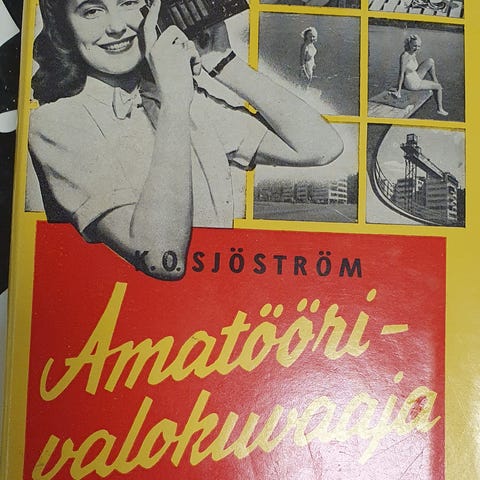 K. O. SJÖSTRÖM
Amatööri-
valokuvaaja